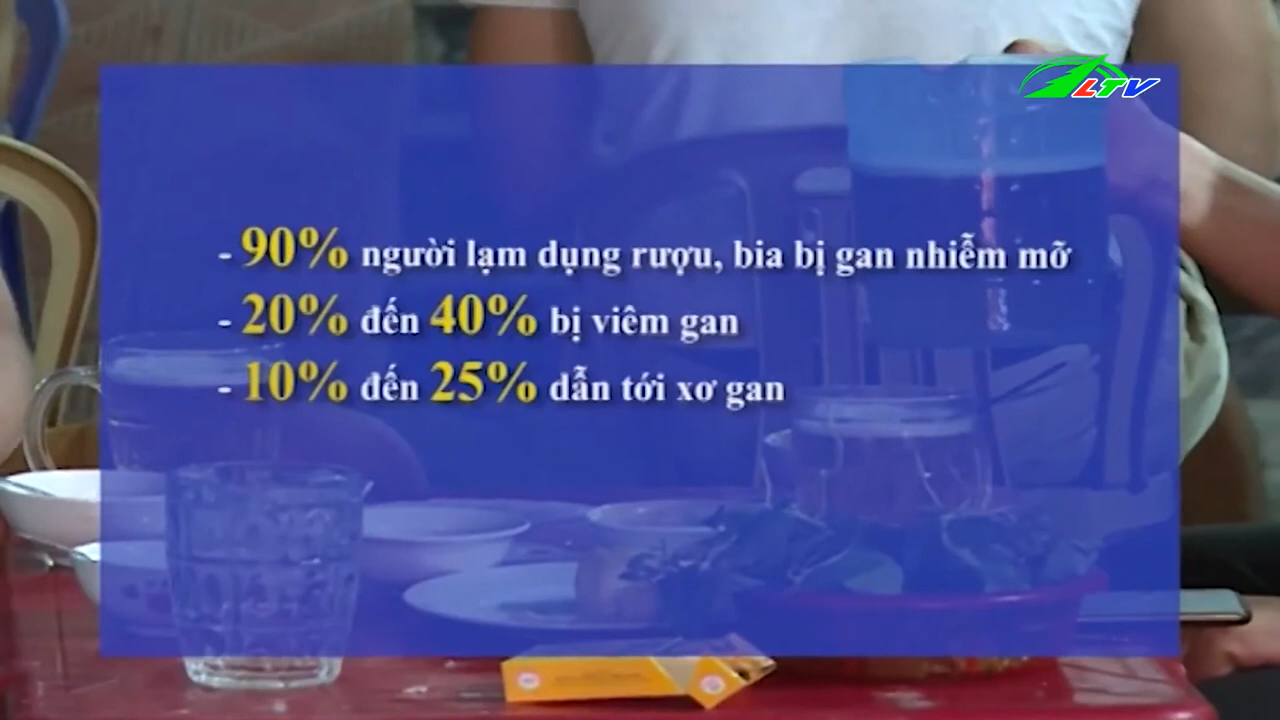 LTV
- 90% người lạm dụng rượu, bia bị gan nhiễm mỡ
- 20% đến 40% bị viêm gan
- 10% đến 25% dẫn tới xơ gan